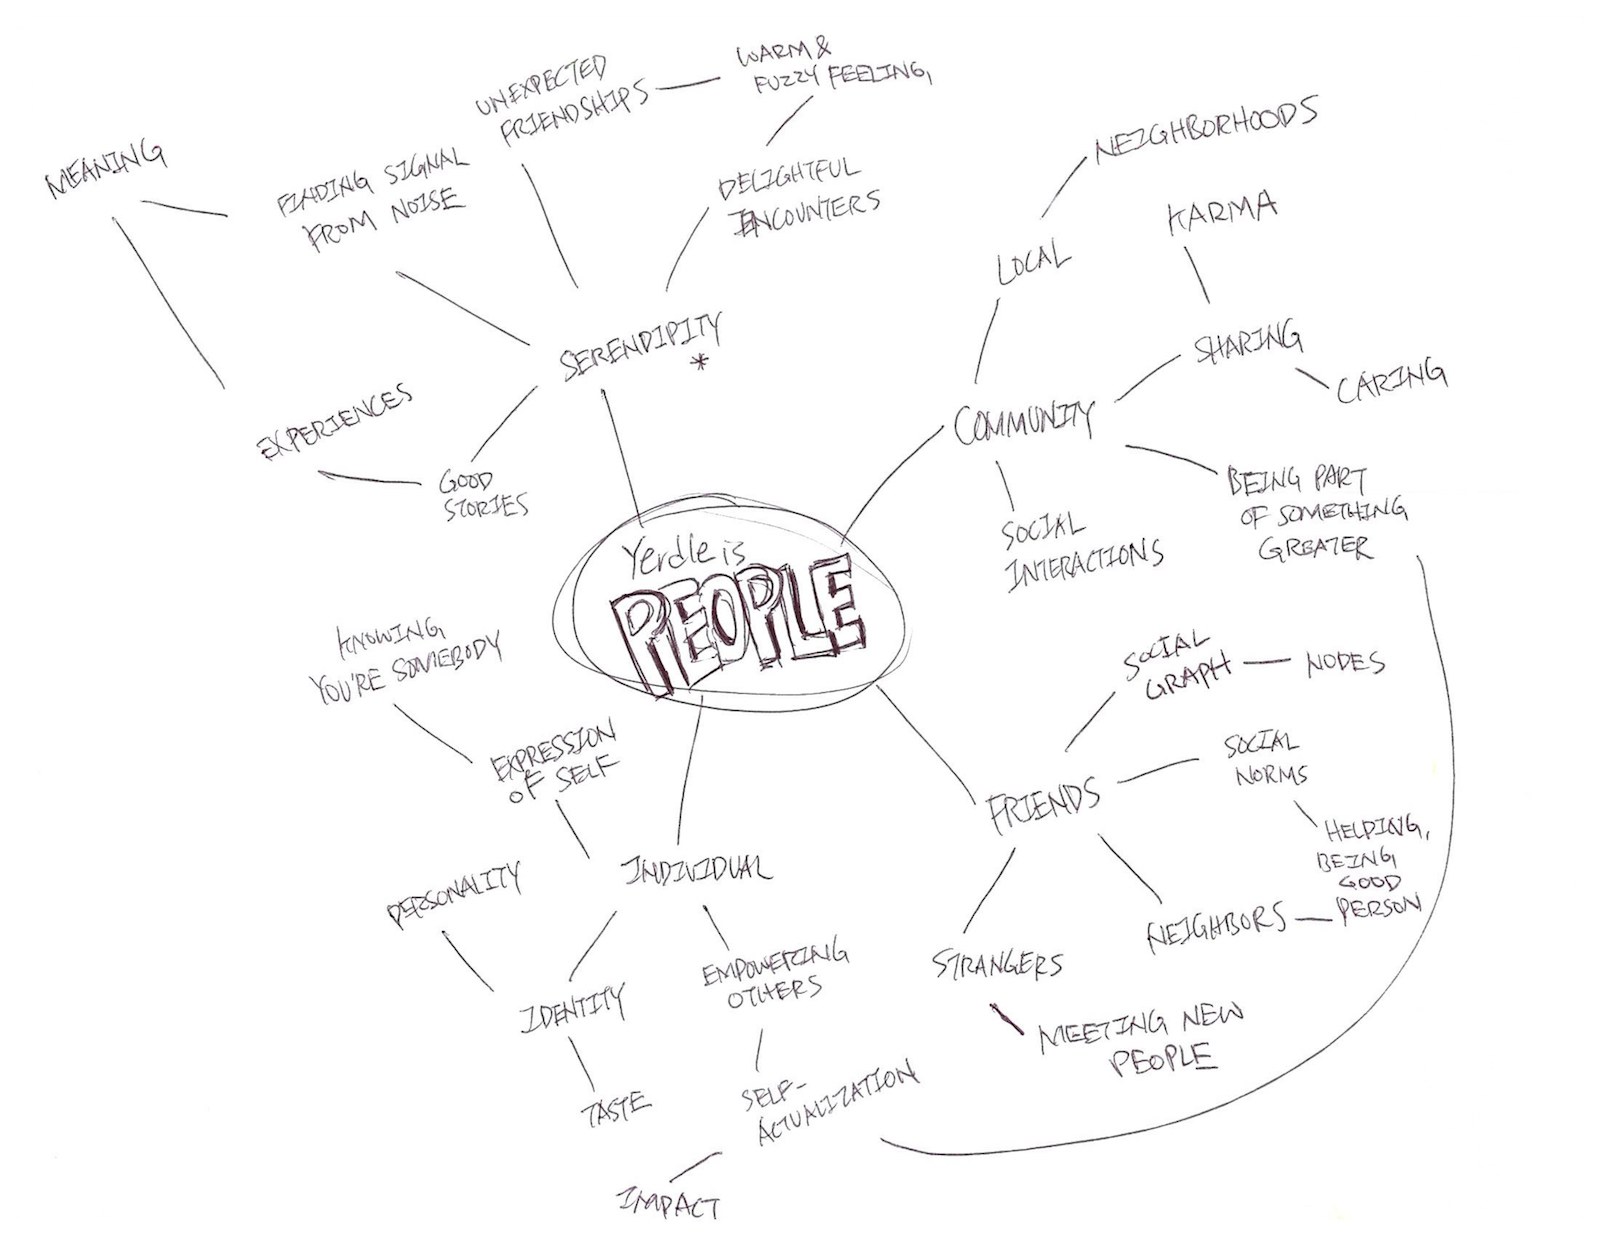 WARM &
FUZZY FEELING,
UNEXPECTED
FRIENDSHIPS
MEANING
FINDING SIGNAL
FROM NOISE
DELIGHTFUL
ENCOUNTERS
SERENDIPITY
*
EXPERIENCES
GOOD
STORIES
NEIGHBORHOODS
KARMA
LOCAL
SHARING
CARING
COMMUNITY
BEING PART
OF SOMETHING
GREATER
SOCIAL
INTERACTIONS
Yerdle is
PEOPLE
KNOWING
YOU'RE SOMEBODY
EXPRESSION
OF SELF
INDIVIDUAL
PERSONALITY
IDENTITY
TASTE
EMPOWERING
OTHERS
SELF-
ACTUALIZATION
IMPACT
SOCIAL
GRAPH
NODES
SOCIAL
NORMS
FRIENDS
HELPING,
BEING
GOOD
PERSON
NEIGHBORS
STRANGERS
MEETING NEW
PEOPLE